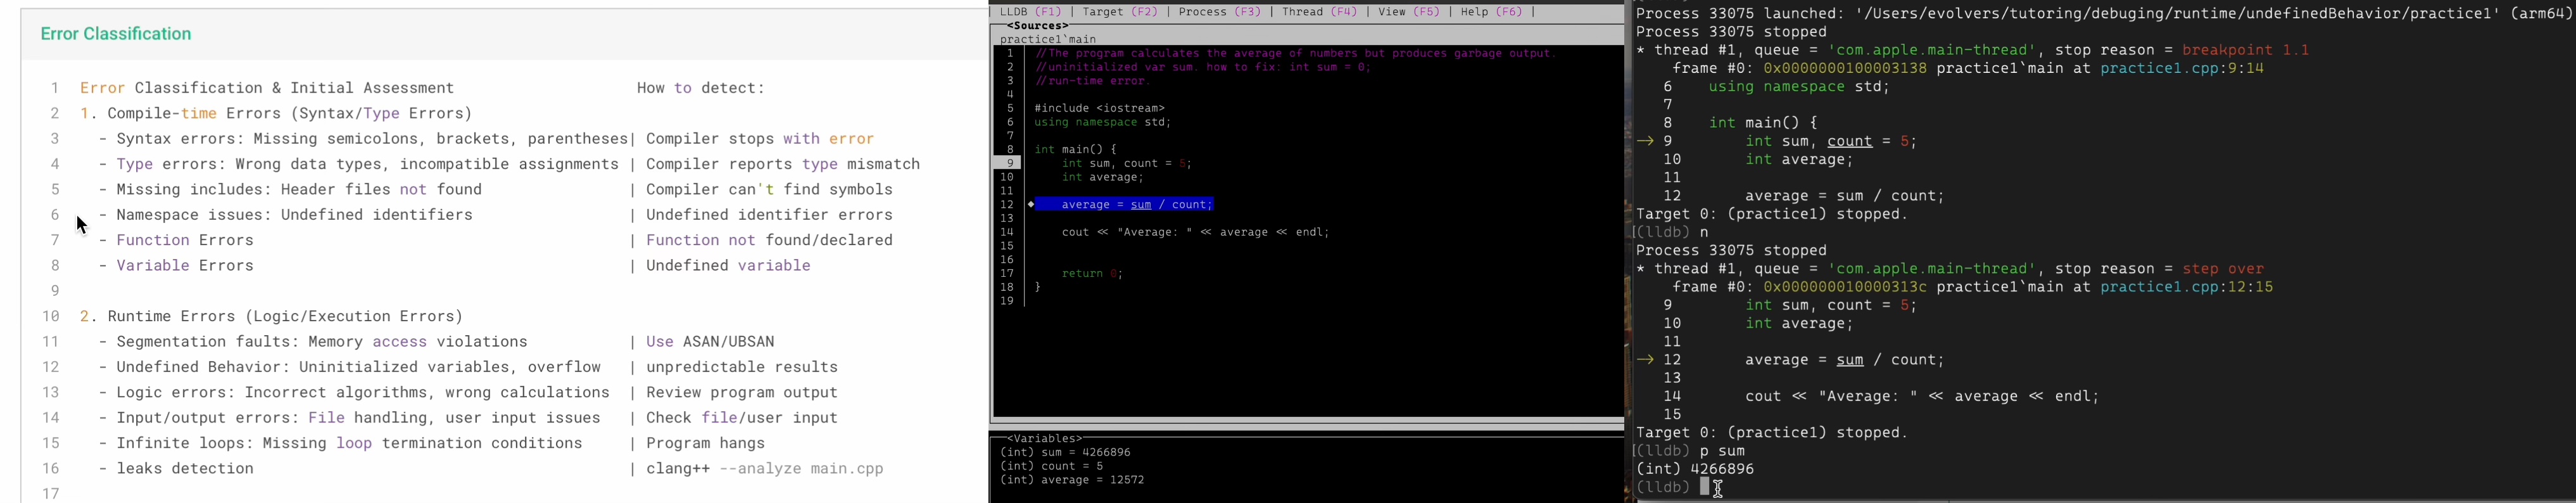 Error Classification
1 Error Classification & Initial Assessment How to detect:
2 1. Compile-time Errors (Syntax/Type Errors)
3 - Syntax errors: Missing semicolons, brackets, parentheses| Compiler stops with error
4 - Type errors: Wrong data types, incompatible assignments | Compiler reports type mismatch
5 - Missing includes: Header files not found | Compiler can't find symbols
6 - Namespace issues: Undefined identifiers | Undefined identifier errors
7 - Function Errors | Function not found/declared
8 - Variable Errors | Undefined variable
9
10 2. Runtime Errors (Logic/Execution Errors)
11 - Segmentation faults: Memory access violations | Use ASAN/UBSAN
12 - Undefined Behavior: Uninitialized variables, overflow | unpredictable results
13 - Logic errors: Incorrect algorithms, wrong calculations | Review program output
14 - Input/output errors: File handling, user input issues | Check file/user input
15 - Infinite loops: Missing loop termination conditions | Program hangs
16 - leaks detection | clang++ --analyze main.cpp
17
LLDB (F1) | Target (F2) | Process (F3) | Thread (F4) | View (F5) | Help (F6) |
<Sources>
practice1`main
1 //The program calculates the average of numbers but produces garbage output.
2 //uninitialized var sum. how to fix: int sum = 0;
3 //run-time error.
4
5 #include <iostream>
6 using namespace std;
7
8 int main() {
9 int sum, count = 5;
10 int average;
11
12 ◆ average = sum / count;
13
14 cout << "Average: " << average << endl;
15
16
17 return 0;
18 }
19
<Variables>
(int) sum = 4266896
(int) count = 5
(int) average = 12572
Process 33075 launched: '/Users/evolvers/tutoring/debuging/runtime/undefinedBehavior/practice1' (arm64)
Process 33075 stopped
* thread #1, queue = 'com.apple.main-thread', stop reason = breakpoint 1.1
frame #0: 0x0000000100003138 practice1`main at practice1.cpp:9:14
6 using namespace std;
7
8 int main() {
-> 9 int sum, count = 5;
10 int average;
11
12 average = sum / count;
Target 0: (practice1) stopped.
(lldb) n
Process 33075 stopped
* thread #1, queue = 'com.apple.main-thread', stop reason = step over
frame #0: 0x000000010000313c practice1`main at practice1.cpp:12:15
9 int sum, count = 5;
10 int average;
11
-> 12 average = sum / count;
13
14 cout << "Average: " << average << endl;
15
Target 0: (practice1) stopped.
(lldb) p sum
(int) 4266896
(lldb)